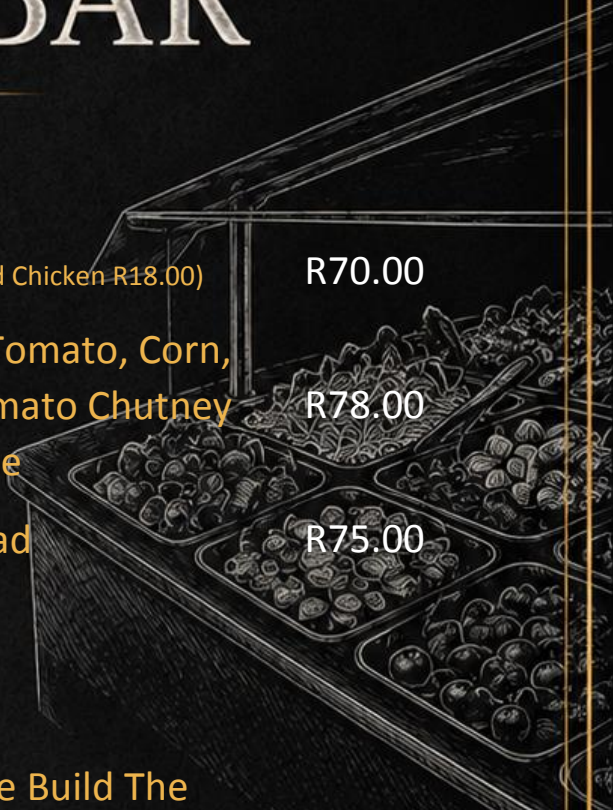 BAR
d Chicken R18.00) R70.00
Tomato, Corn,
mato Chutney R78.00
e
ad R75.00
e Build The